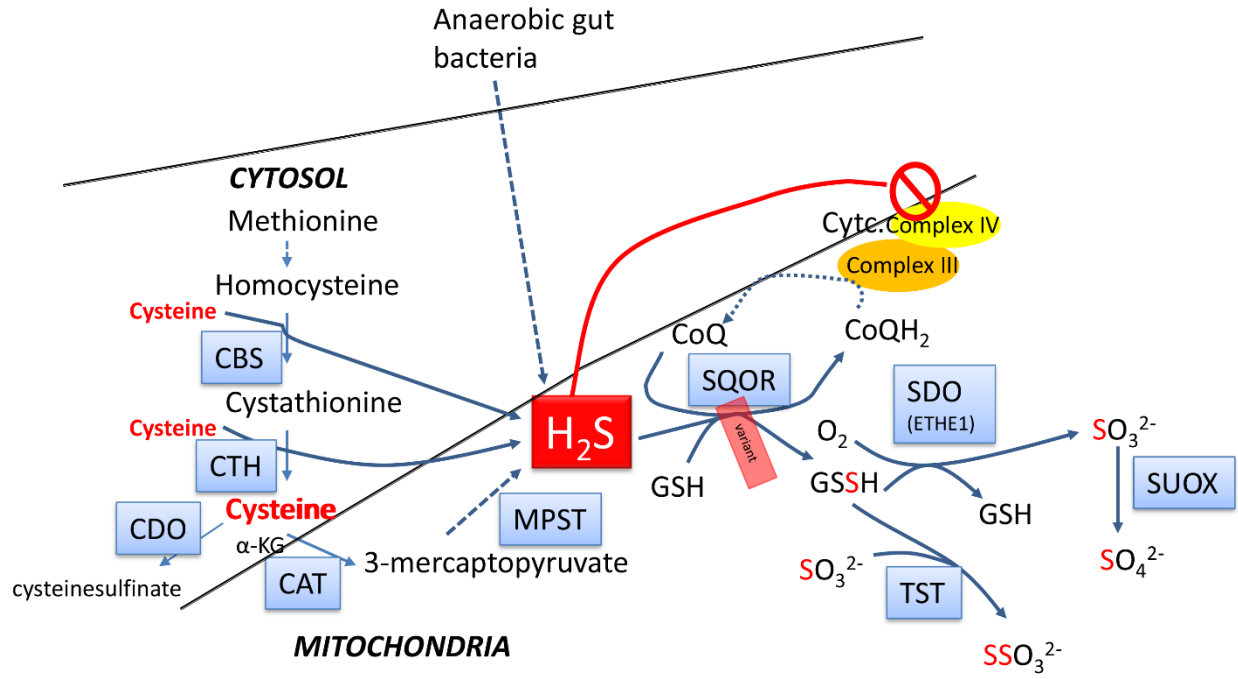 Anaerobic gut
bacteria
CYTOSOL
Methionine
Homocysteine
Cysteine
CBS
Cystathionine
Cysteine
CTH
Cysteine
CDO
α-KG
CAT
cysteinesulfinate
3-mercaptopyruvate
MPST
H₂S
MITOCHONDRIA
Cytc.Complex IV
Complex III
CoQ
CoQH₂
SQOR
variant
GSH
SDO
(ETHE1)
O₂
GSSH
GSH
SO₃²⁻
SUOX
SO₄²⁻
SO₃²⁻
TST
SSO₃²⁻